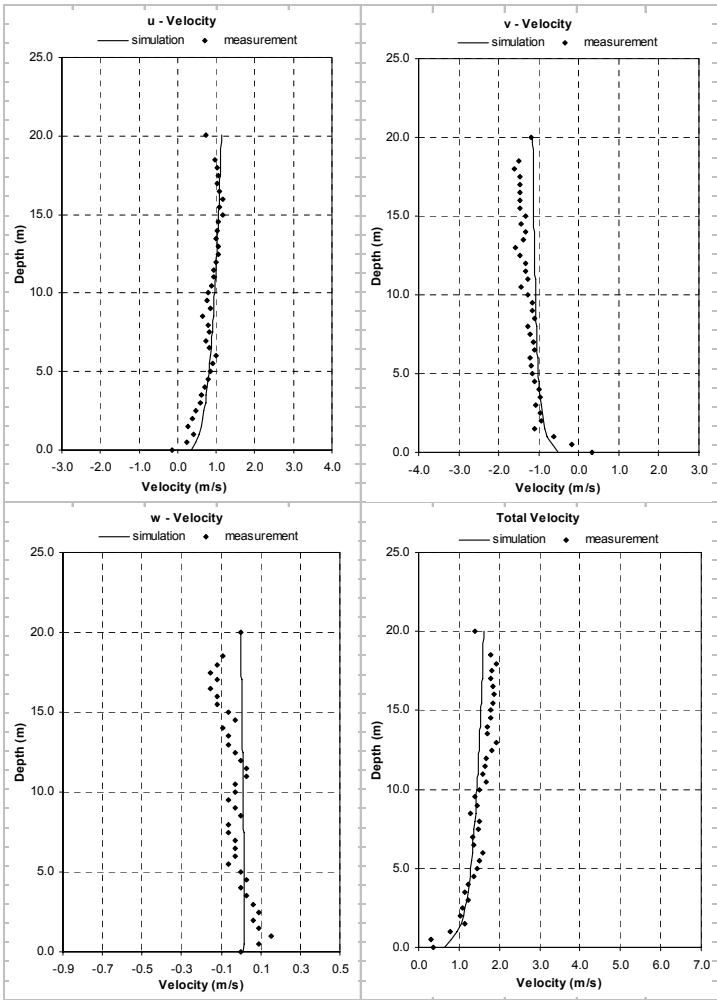 u - Velocity
simulation measurement
25.0
20.0
15.0
10.0
5.0
0.0
Depth (m)
-3.0 -2.0 -1.0 0.0 1.0 2.0 3.0 4.0
Velocity (m/s)
v - Velocity
simulation measurement
25.0
20.0
15.0
10.0
5.0
0.0
Depth (m)
-4.0 -3.0 -2.0 -1.0 0.0 1.0 2.0 3.0
Velocity (m/s)
w - Velocity
simulation measurement
25.0
20.0
15.0
10.0
5.0
0.0
Depth (m)
-0.9 -0.7 -0.5 -0.3 -0.1 0.1 0.3 0.5
Velocity (m/s)
Total Velocity
simulation measurement
25.0
20.0
15.0
10.0
5.0
0.0
Depth (m)
0.0 1.0 2.0 3.0 4.0 5.0 6.0 7.0
Velocity (m/s)